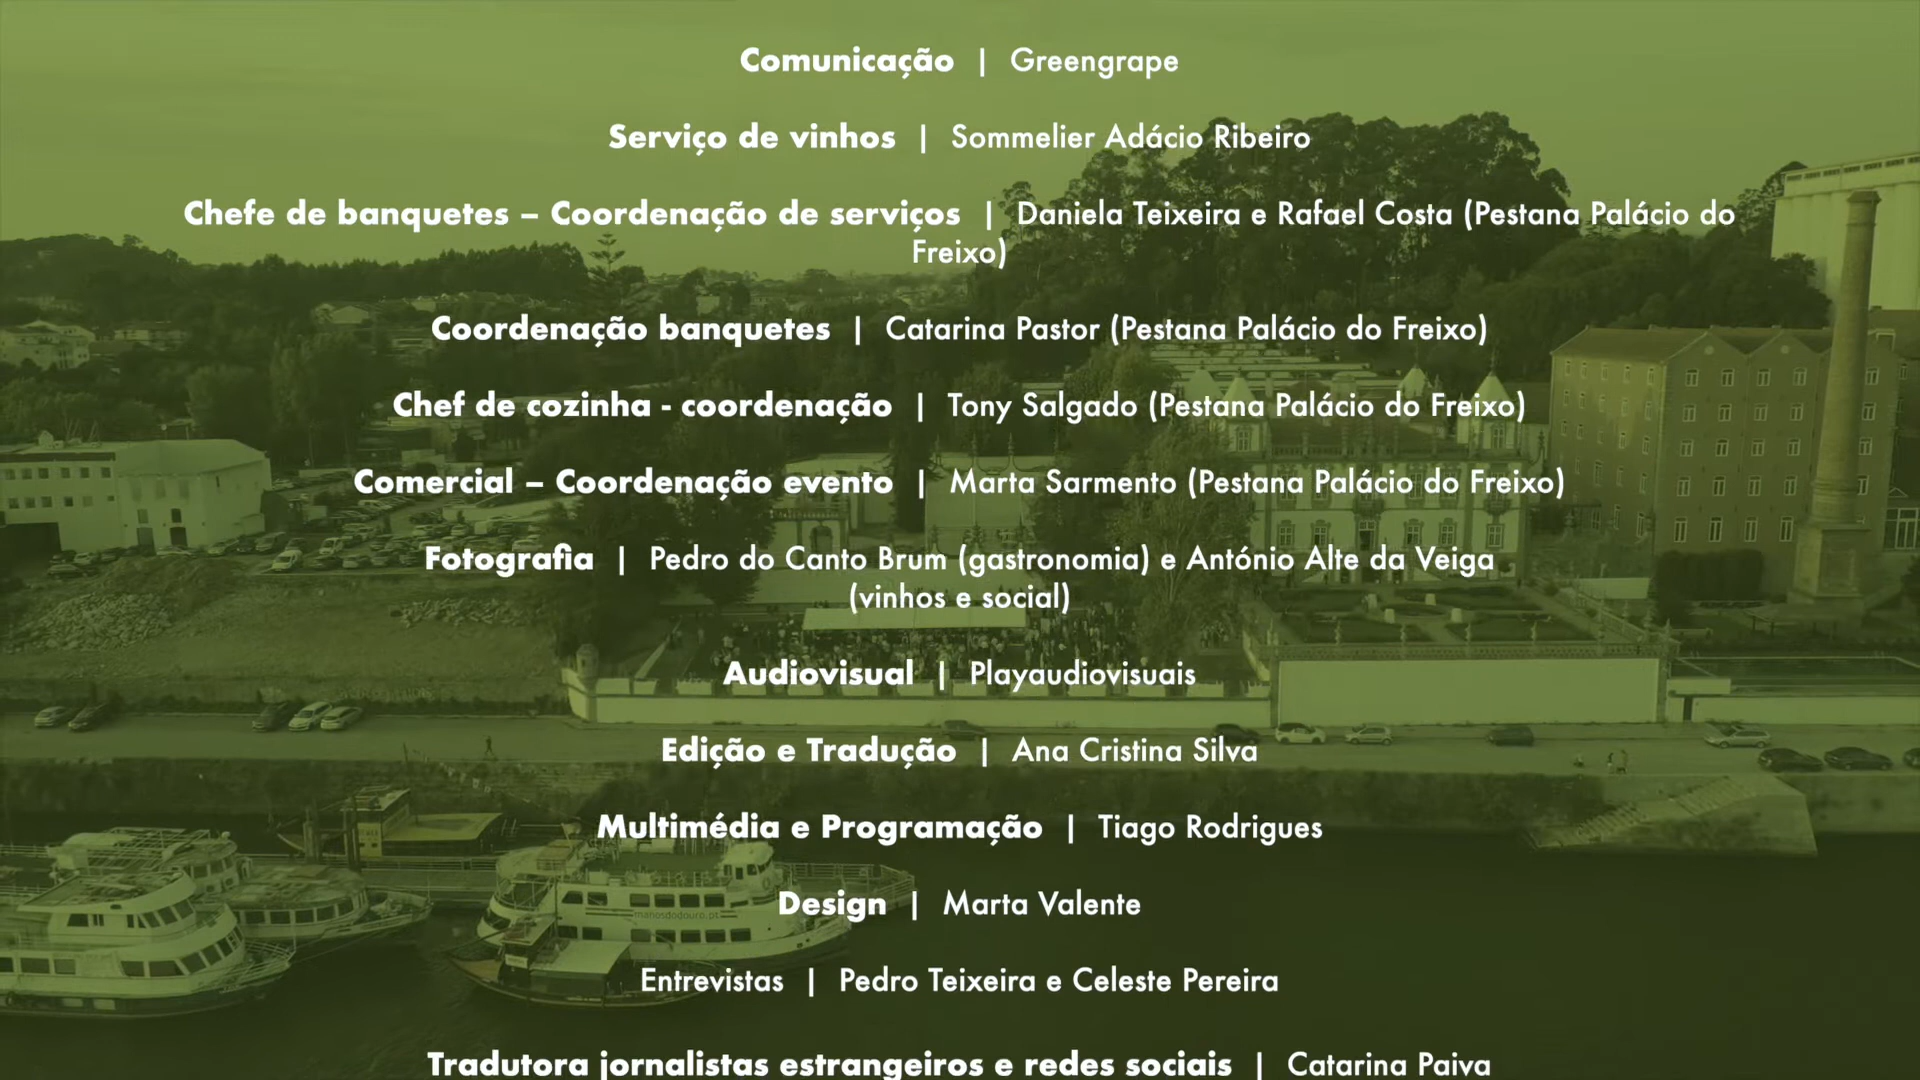 Comunicação | Greengrape
Serviço de vinhos | Sommelier Adácio Ribeiro
Chefe de banquetes – Coordenação de serviços | Daniela Teixeira e Rafael Costa (Pestana Palácio do
Freixo)
Coordenação banquetes | Catarina Pastor (Pestana Palácio do Freixo)
Chef de cozinha - coordenação | Tony Salgado (Pestana Palácio do Freixo)
Comercial – Coordenação evento | Marta Sarmento (Pestana Palácio do Freixo)
Fotografia | Pedro do Canto Brum (gastronomia) e António Alte da Veiga
(vinhos e social)
Audiovisual | Playaudiovisuais
Edição e Tradução | Ana Cristina Silva
Multimédia e Programação | Tiago Rodrigues
Design | Marta Valente
manosdodouro.pt
Entrevistas | Pedro Teixeira e Celeste Pereira
Tradutora jornalistas estrangeiros e redes sociais | Catarina Paiva